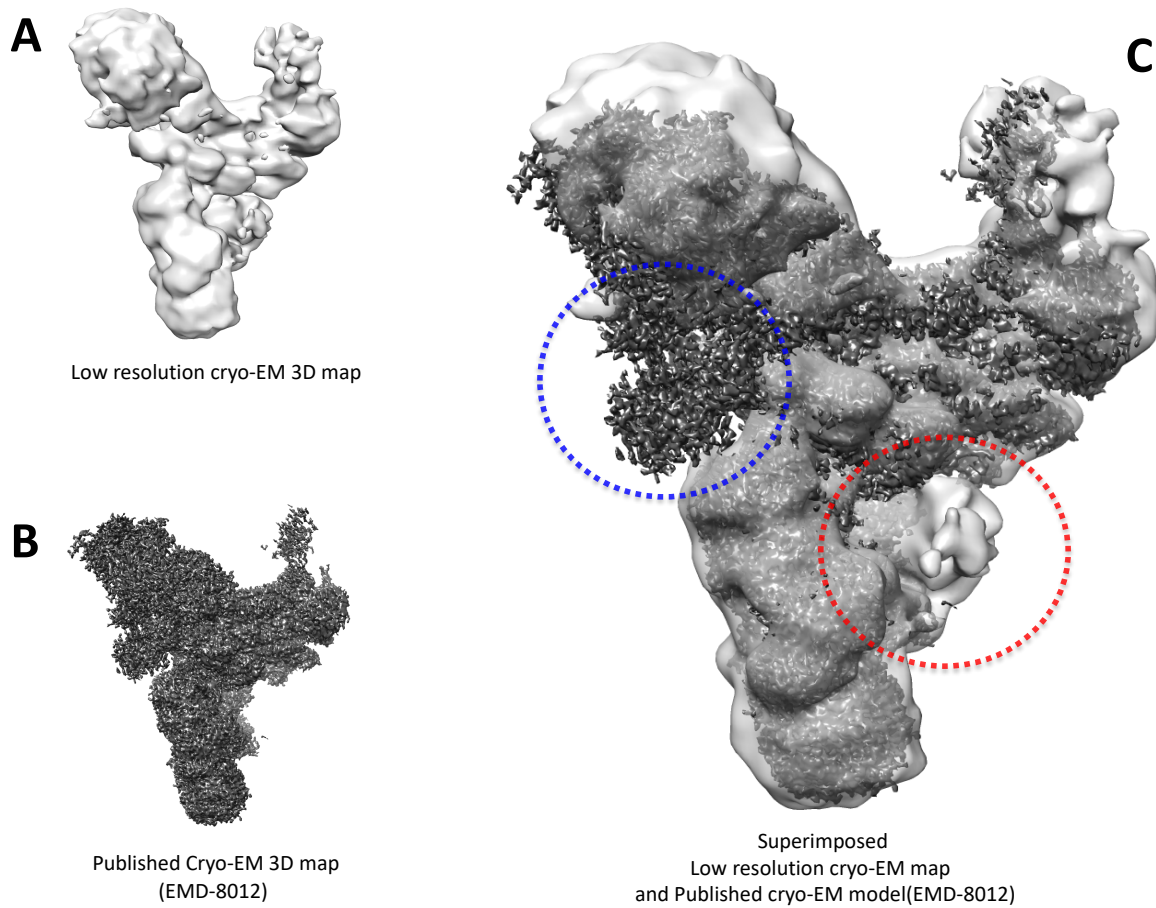 A
Low resolution cryo-EM 3D map
B
Published Cryo-EM 3D map
(EMD-8012)
C
Superimposed
Low resolution cryo-EM map
and Published cryo-EM model(EMD-8012)